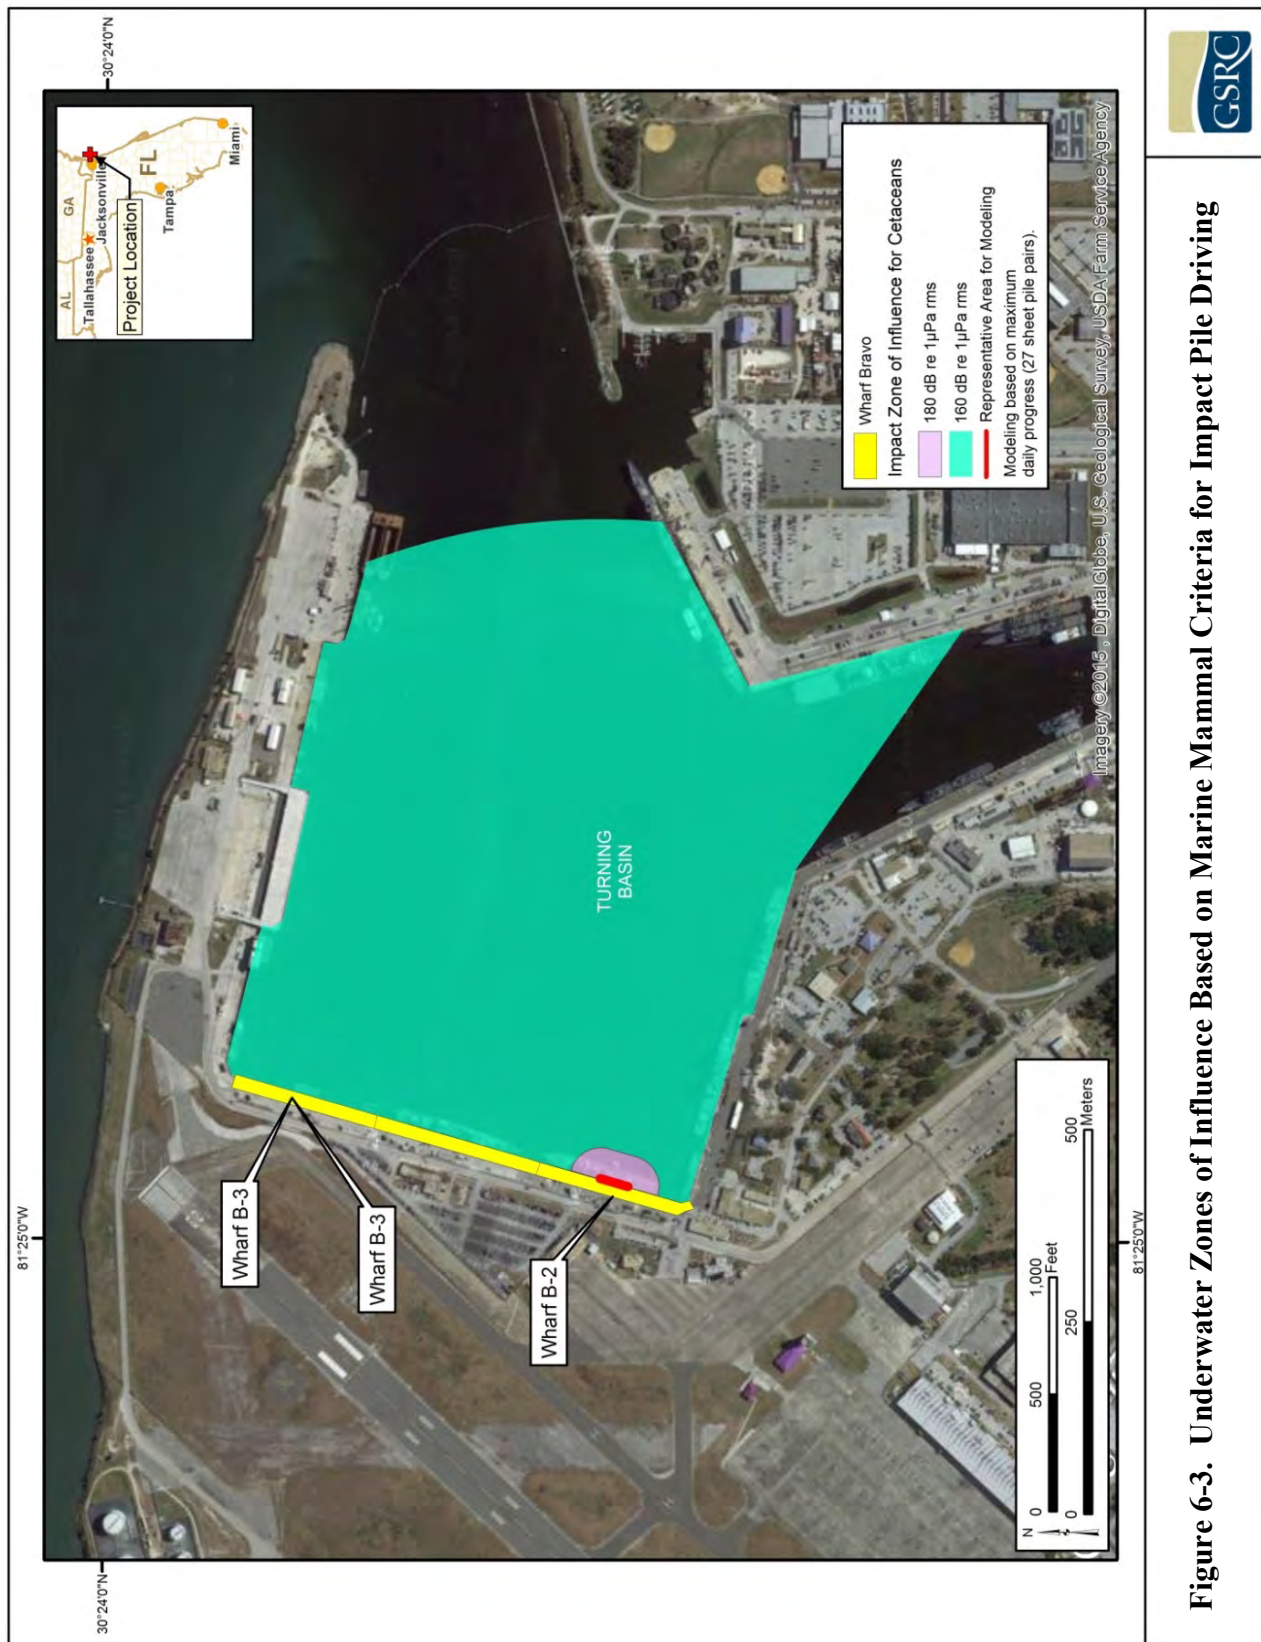 81°25'0"W
30°24'0"N
30°24'0"N
81°25'0"W
AL
GA
Tallahassee
Jacksonville
FL
Tampa
Miami
Project Location
Wharf B-3
Wharf B-3
Wharf B-2
TURNING
BASIN
Wharf Bravo
Impact Zone of Influence for Cetaceans
180 dB re 1µPa rms
160 dB re 1µPa rms
Representative Area for Modeling
Modeling based on maximum
daily progress (27 sheet pile pairs).
N
0 500 1,000
Feet
0 250 500
Meters
Imagery ©2015 , DigitalGlobe, U.S. Geological Survey, USDA Farm Service Agency
Figure 6-3. Underwater Zones of Influence Based on Marine Mammal Criteria for Impact Pile Driving
GSRC